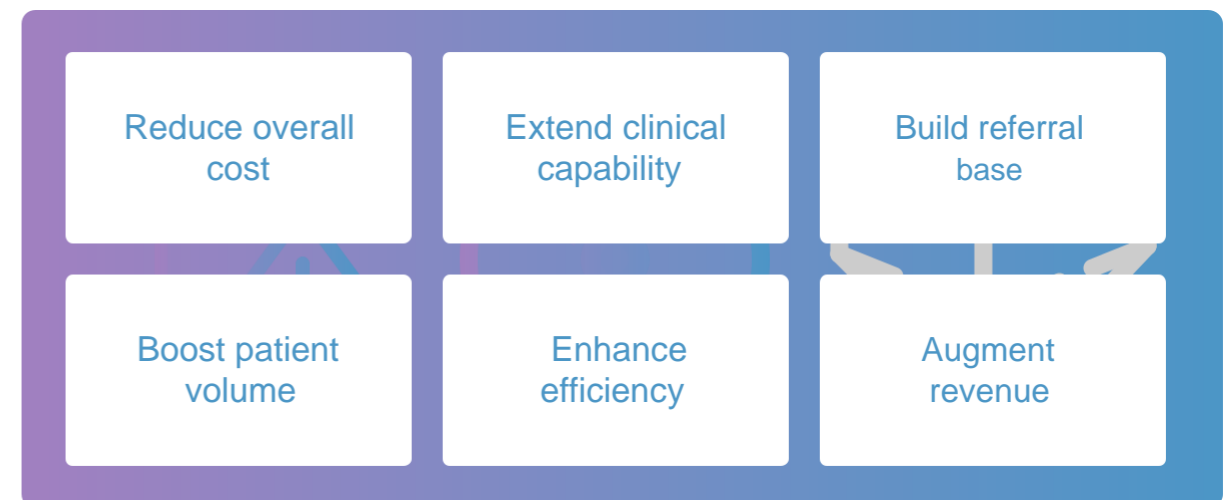 Reduce overall
cost
Extend clinical
capability
Build referral
base
Boost patient
volume
Enhance
efficiency
Augment
revenue